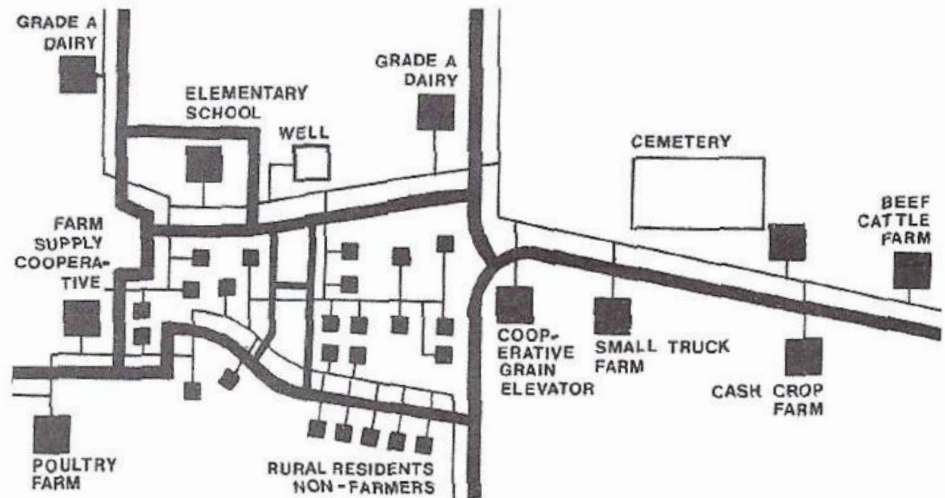 GRADE A
DAIRY
ELEMENTARY
SCHOOL
WELL
GRADE A
DAIRY
CEMETERY
BEEF
CATTLE
FARM
FARM
SUPPLY
COOPERA-
TIVE
COOP-
ERATIVE
GRAIN
ELEVATOR
SMALL TRUCK
FARM
CASH CROP
FARM
POULTRY
FARM
RURAL RESIDENTS
NON-FARMERS